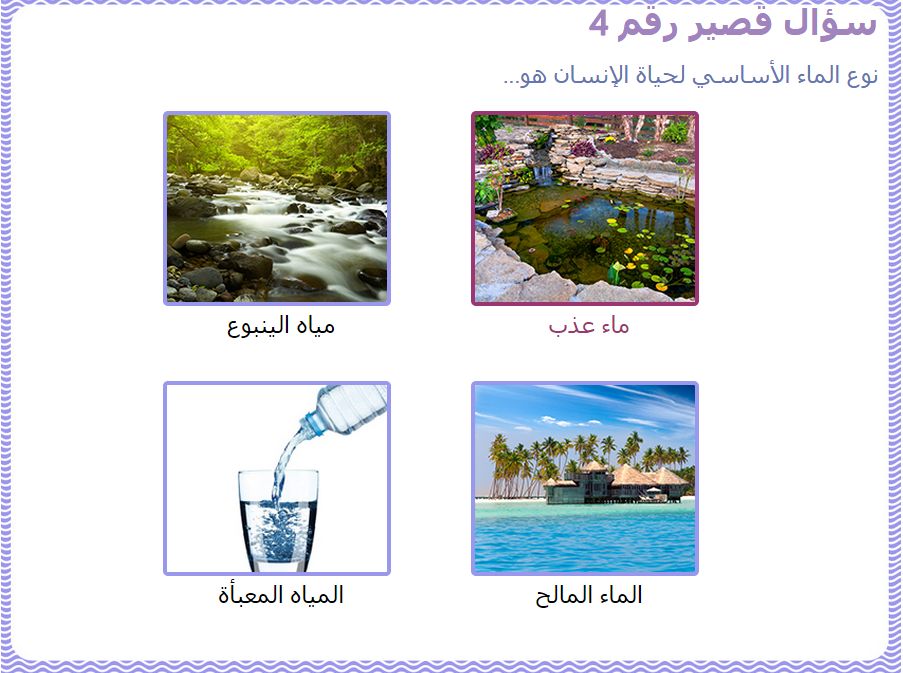 سؤال قصير رقم 4
نوع الماء الأساسي لحياة الإنسان هو...
ماء عذب
مياه الينبوع
الماء المالح
المياه المعبأة